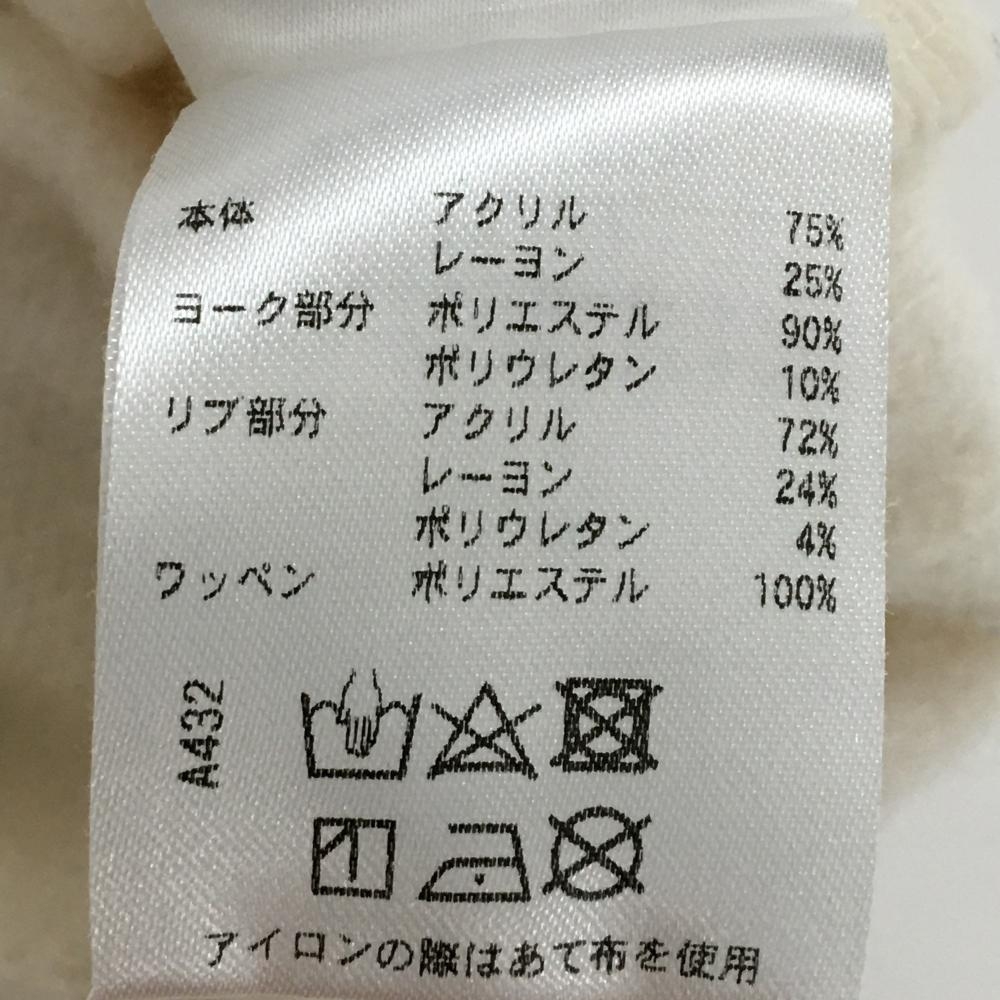 本体 アクリル 75%
レーヨン 25%
ヨーク部分 ポリエステル 90%
ポリウレタン 10%
リブ部分 アクリル 72%
レーヨン 24%
ポリウレタン 4%
ワッペン ポリエステル 100%
A432
アイロンの際はあて布を使用